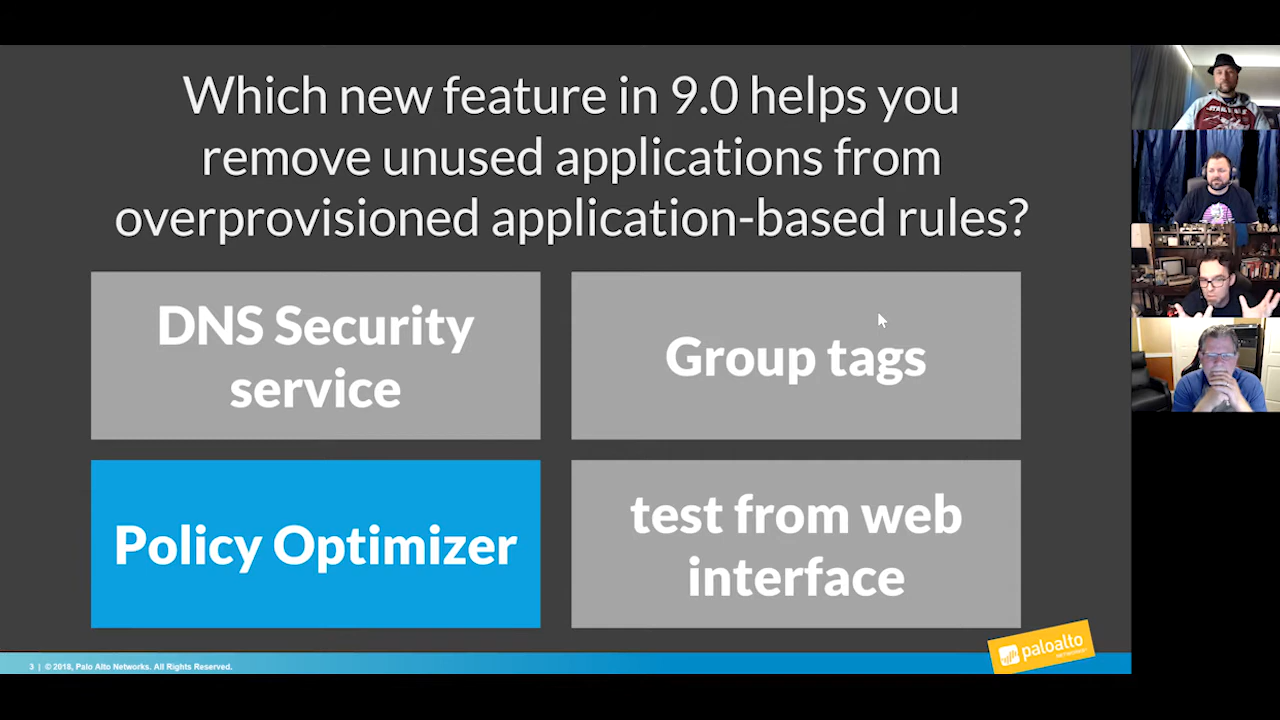 Which new feature in 9.0 helps you
remove unused applications from
overprovisioned application-based rules?
DNS Security
service
Group tags
Policy Optimizer
test from web
interface
3 | © 2018, Palo Alto Networks. All Rights Reserved.
paloalto
NETWORKS